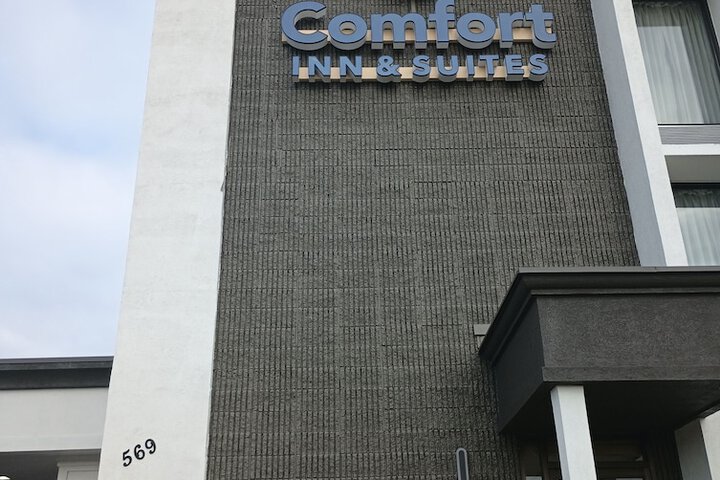 Comfort
INN & SUITES
569